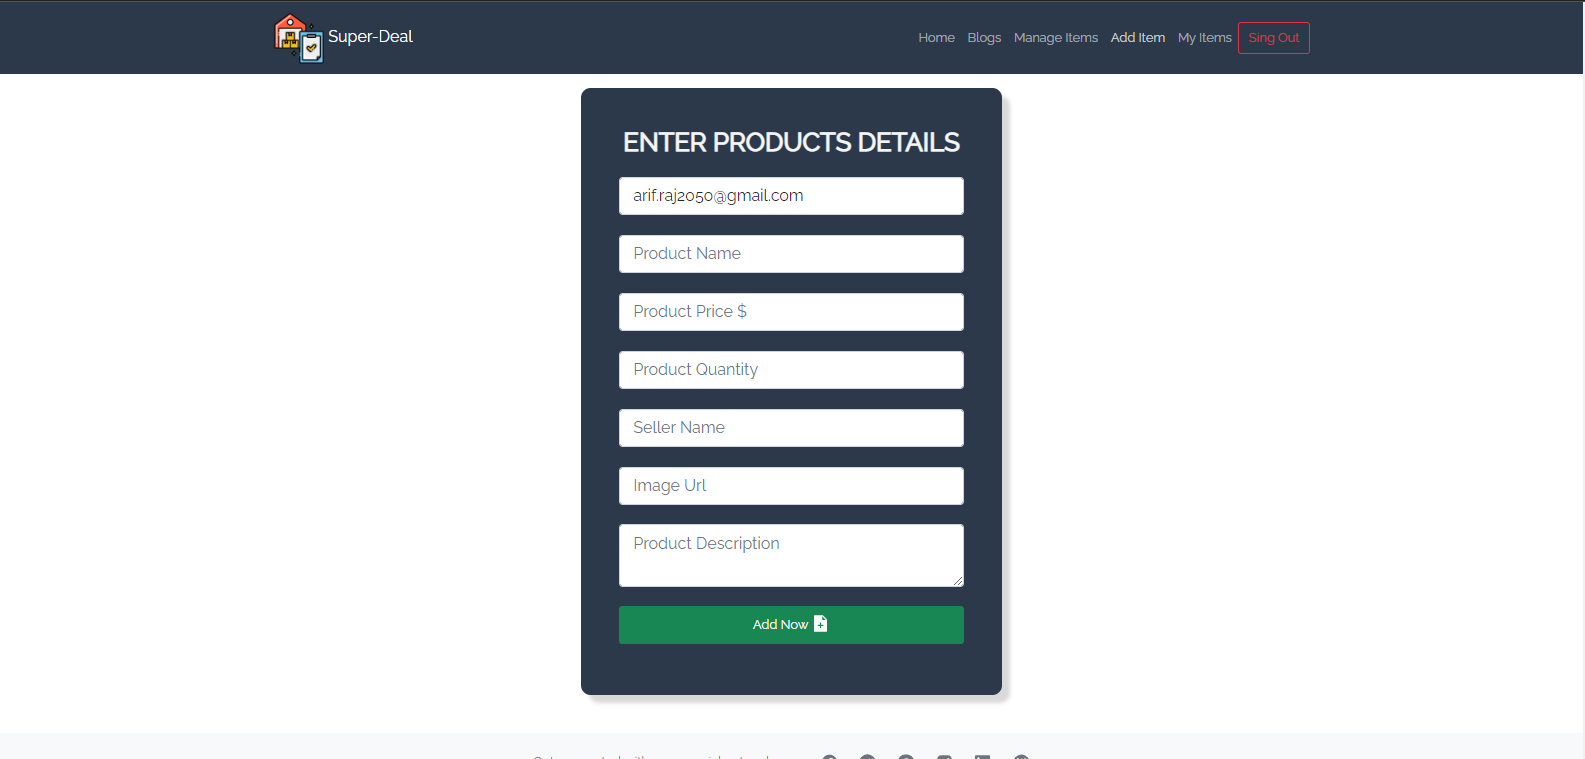 Super-Deal
Home Blogs Manage Items Add Item My Items Sing Out
ENTER PRODUCTS DETAILS
arif.raj2050@gmail.com
Product Name
Product Price $
Product Quantity
Seller Name
Image Url
Product Description
Add Now